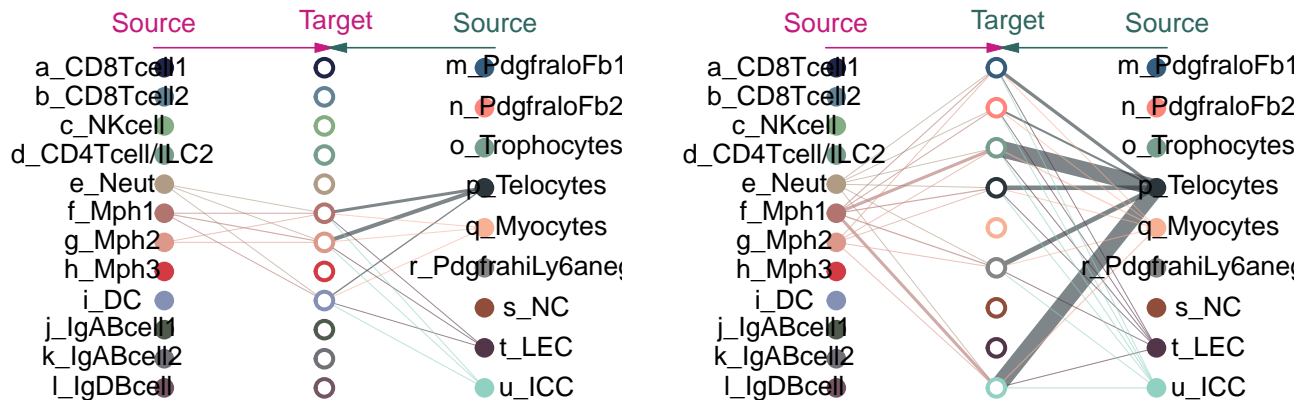 Source Target Source
a_CD8Tcell1 m_PdgfraloFb1
b_CD8Tcell2
n_PdgfraloFb2
c_NKcell
o_Trophocytes
d_CD4Tcell/ILC2
e_Neut p_Telocytes
f_Mph1
q_Myocytes
g_Mph2
h_Mph3 r_PdgfrahiLy6aneg
i_DC s_NC
j_IgABcell1
t_LEC
k_IgABcell2
l_IgDBcell u_ICC
Source Target Source
a_CD8Tcell1 m_PdgfraloFb1
b_CD8Tcell2
n_PdgfraloFb2
c_NKcell
o_Trophocytes
d_CD4Tcell/ILC2
e_Neut p_Telocytes
f_Mph1
q_Myocytes
g_Mph2
h_Mph3 r_PdgfrahiLy6aneg
i_DC s_NC
j_IgABcell1
t_LEC
k_IgABcell2
l_IgDBcell u_ICC